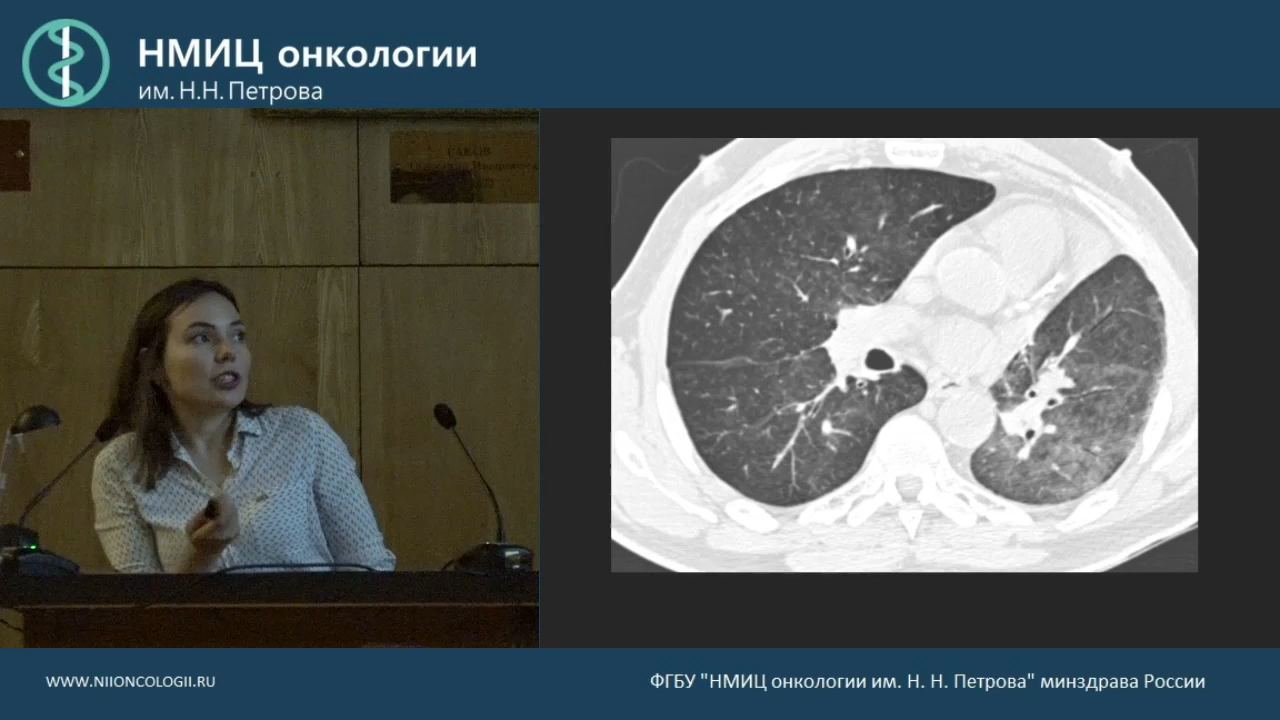 НМИЦ онкологии
им. Н.Н. Петрова
WWW.NIIONCOLOGII.RU
ФГБУ "НМИЦ онкологии им. Н. Н. Петрова" минздрава России